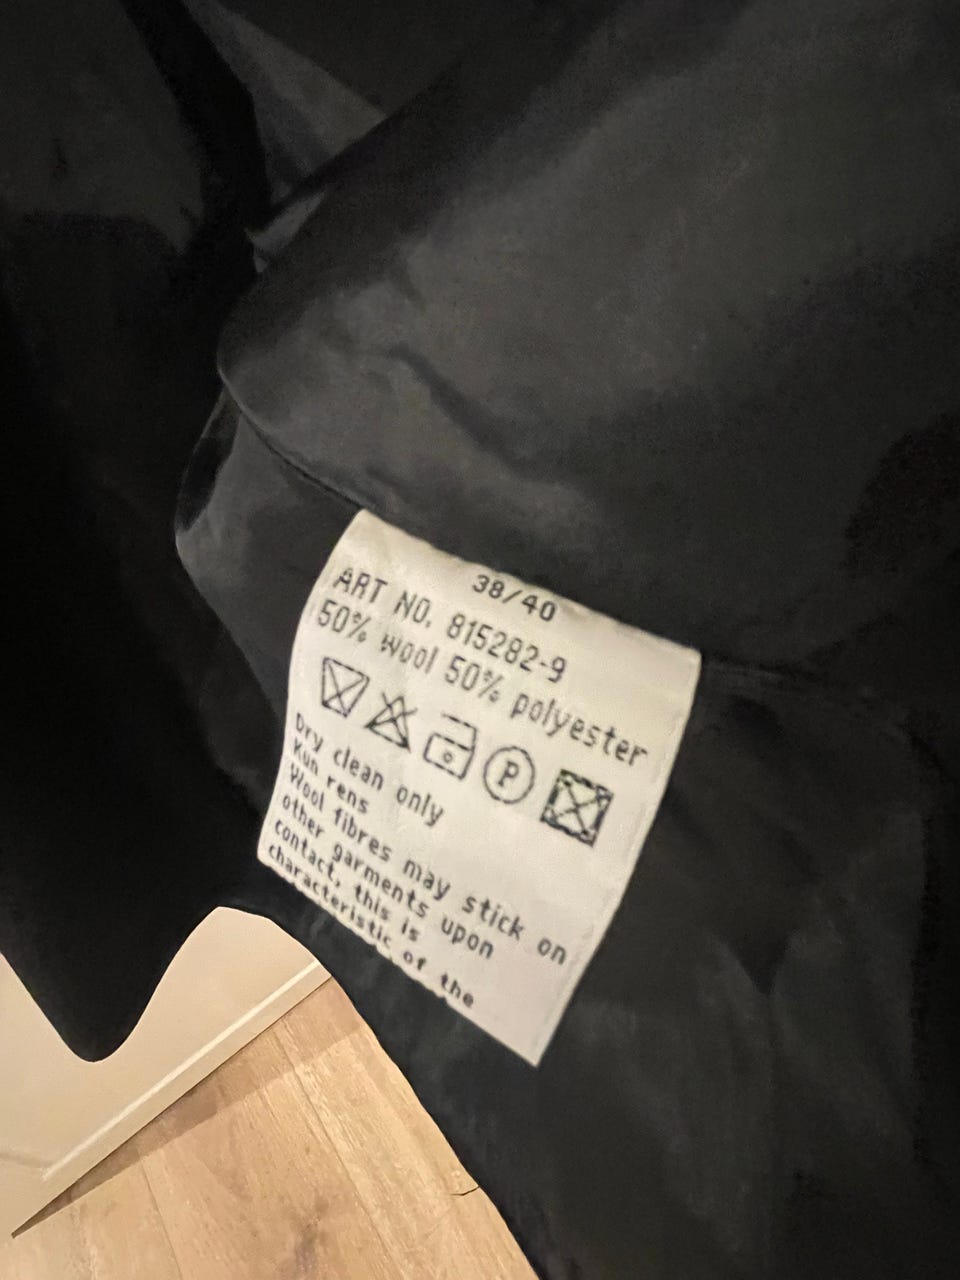 38/40
ART NO. 815282-9
50% wool 50% polyester
P
Dry clean only
Kun rens
Wool fibres may stick on
other garments upon
contact, this is
characteristic of the